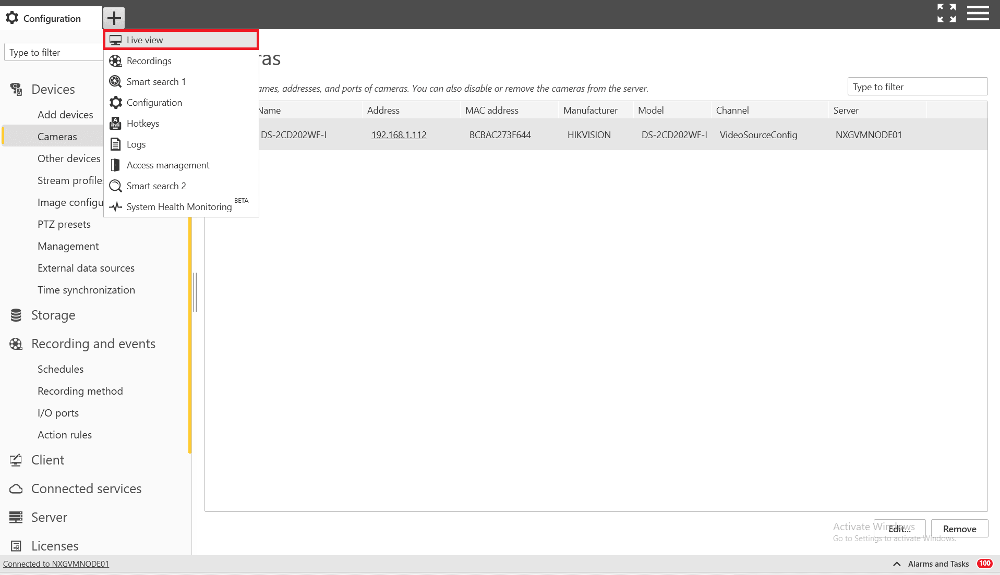 Configuration
Type to filter
Live view
Recordings
Smart search 1
Configuration
Hotkeys
Logs
Access management
Smart search 2
System Health Monitoring BETA
Devices
Add devices
Cameras
Other devices
Stream profiles
Image configu
PTZ presets
Management
External data sources
Time synchronization
Storage
Recording and events
Schedules
Recording method
I/O ports
Action rules
Client
Connected services
Server
Licenses
ras
ames, addresses, and ports of cameras. You can also disable or remove the cameras from the server.
Type to filter
Name Address MAC address Manufacturer Model Channel Server
DS-2CD202WF-I 192.168.1.112 BCBAC273F644 HIKVISION DS-2CD202WF-I VideoSourceConfig NXGVMNODE01
Activate Windows
Go to Settings to activate Windows.
Edit...
Remove
Connected to NXGVMNODE01
Alarms and Tasks 100